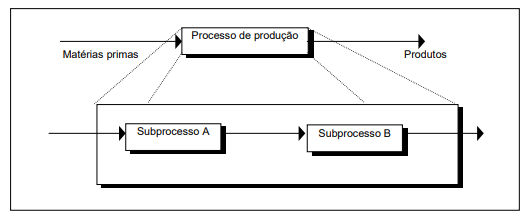 Processo de produção
Matérias primas
Produtos
Subprocesso A
Subprocesso B